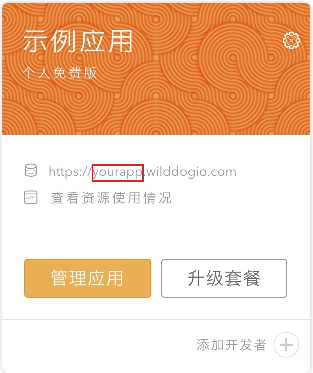 示例应用
个人免费版
https://yourapp.wilddogio.com
查看资源使用情况
管理应用 升级套餐
添加开发者